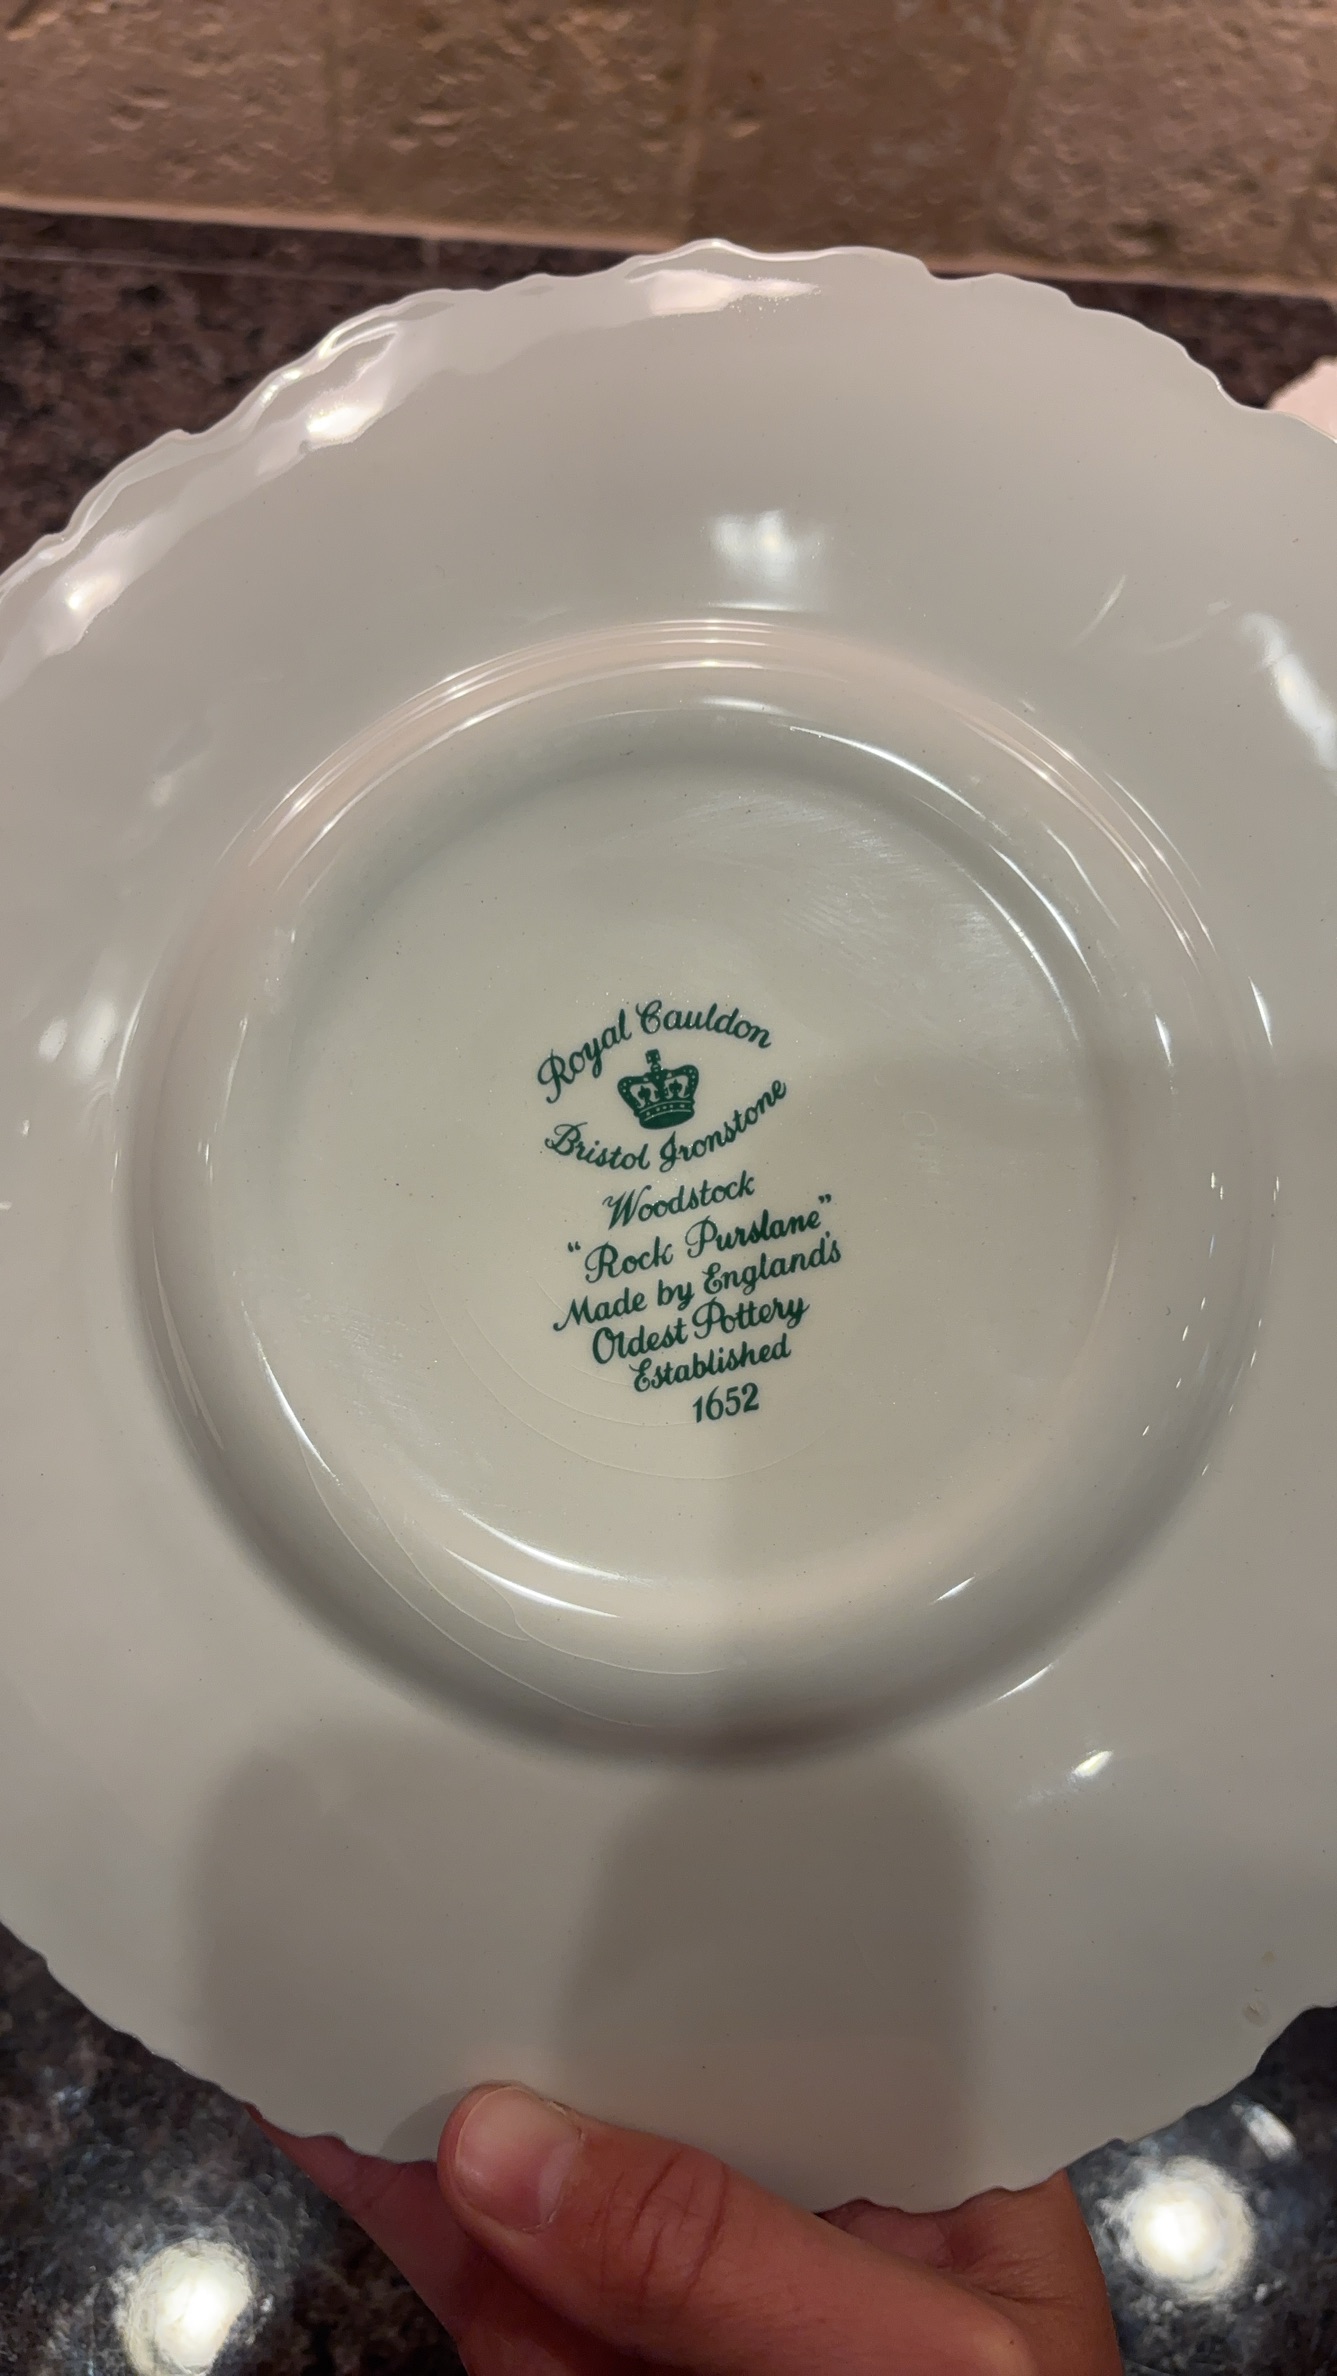 Royal Cauldon
Bristol Ironstone
Woodstock
“Rock Purslane”
Made by England's
Oldest Pottery
Established
1652